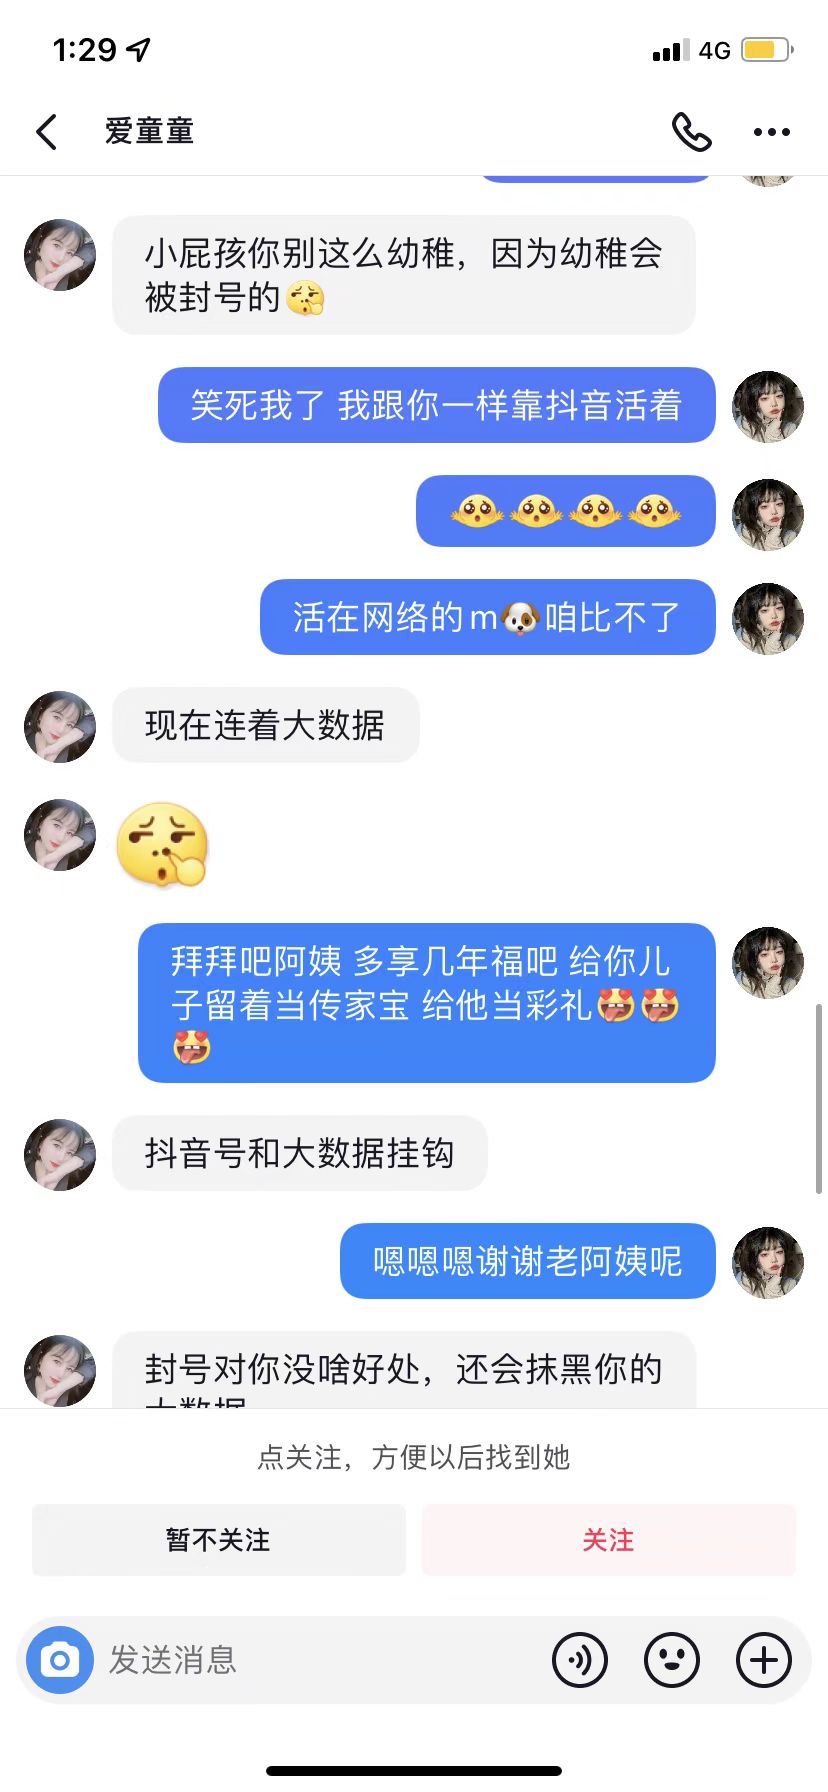 1:29
4G
爱童童
小屁孩你别这么幼稚，因为幼稚会
被封号的
笑死我了 我跟你一样靠抖音活着
活在网络的m🐶咱比不了
现在连着大数据
拜拜吧阿姨 多享几年福吧 给你儿
子留着当传家宝 给他当彩礼😍😍
😍
抖音号和大数据挂钩
嗯嗯嗯谢谢老阿姨呢
封号对你没啥好处，还会抹黑你的
大数据
点关注，方便以后找到她
暂不关注
关注
发送消息